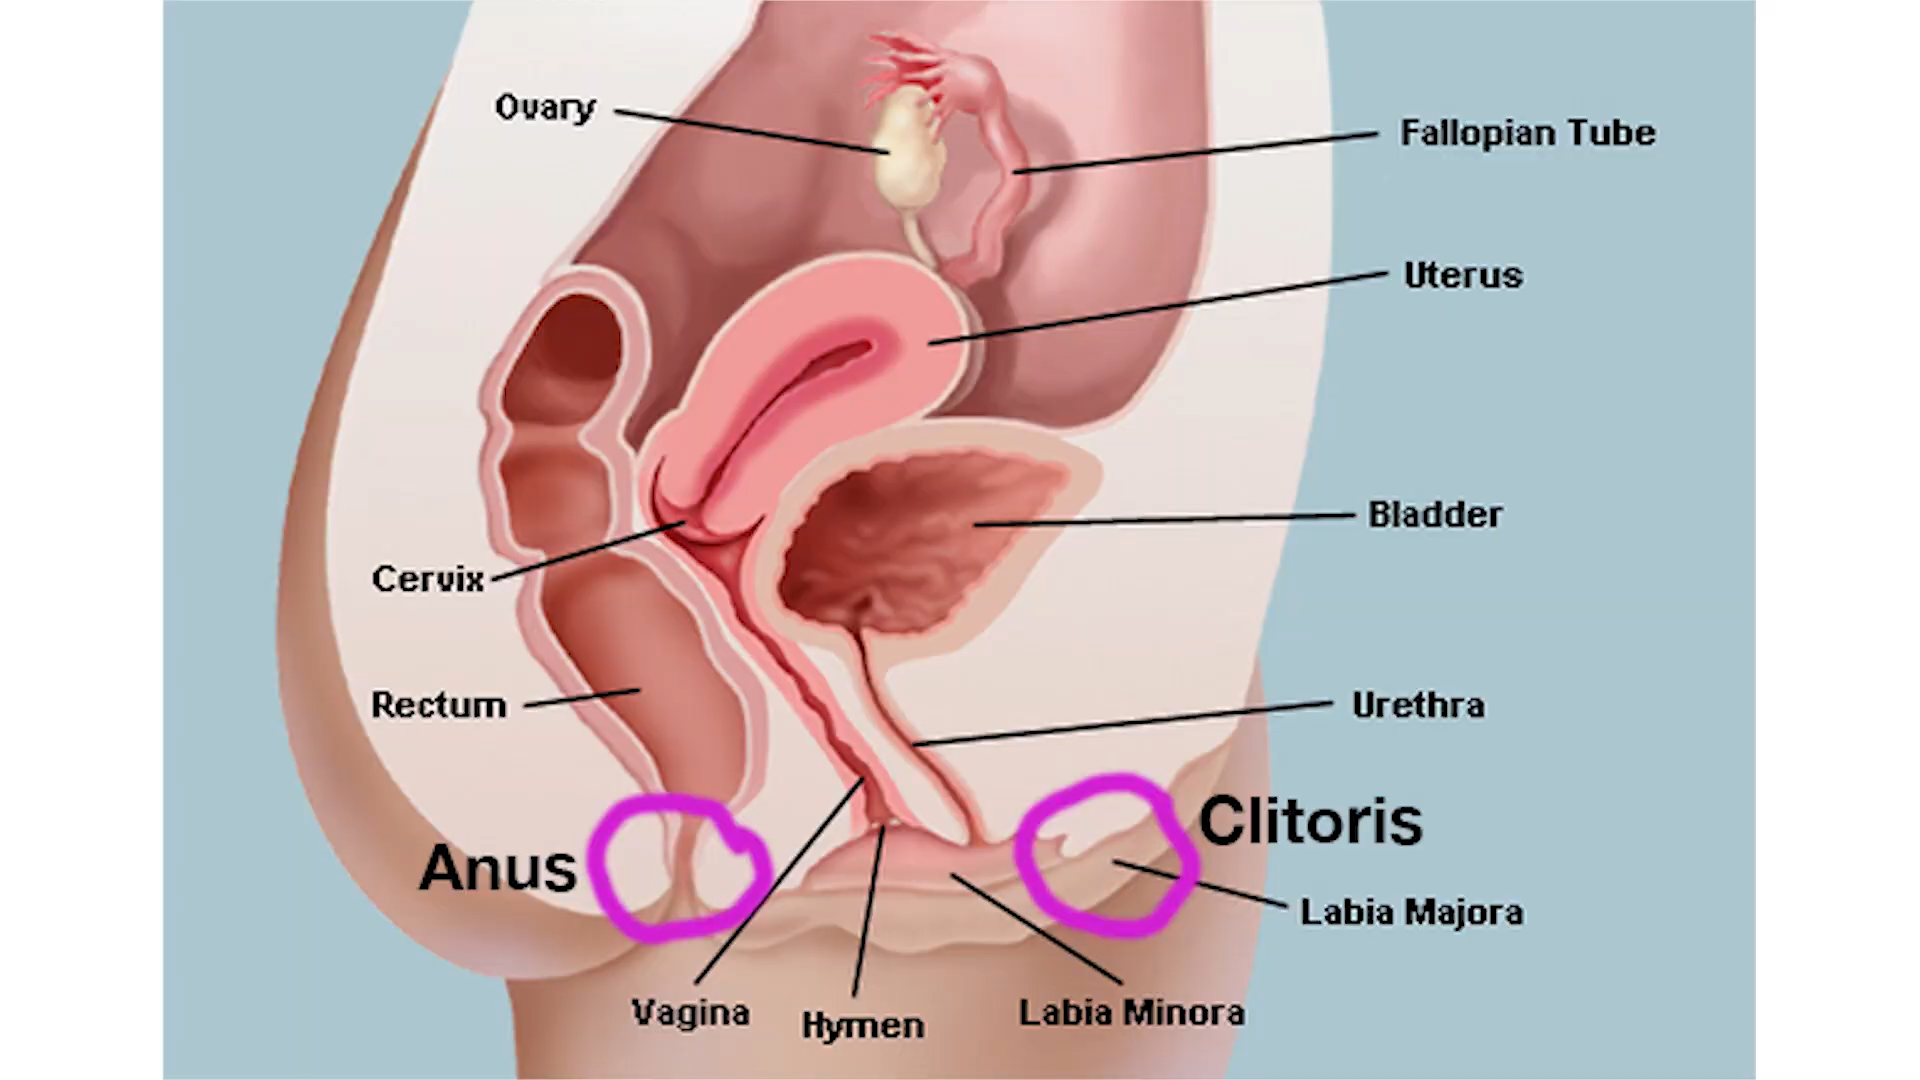 Ovary
Fallopian Tube
Uterus
Bladder
Cervix
Rectum
Urethra
Clitoris
Anus
Labia Majora
Vagina
Hymen
Labia Minora